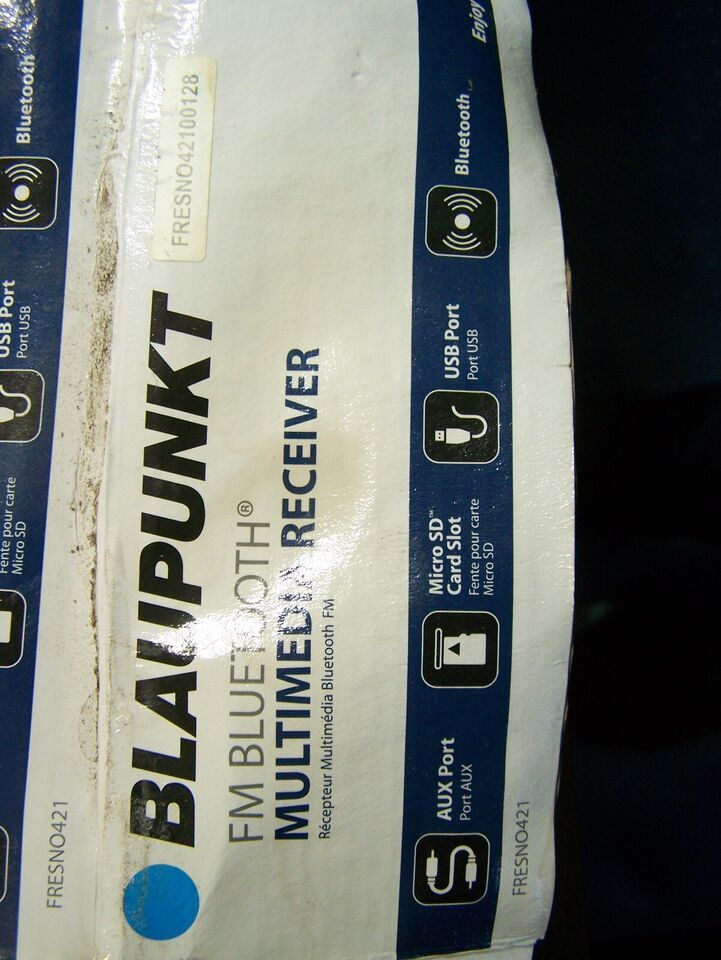 Bluetooth
USB Port
Port USB
Fente pour carte
Micro SD
FRESNO421
FRESNO42100128
BLAUPUNKT
FM BLUETOOTH®
MULTIMEDIA RECEIVER
Récepteur Multimédia Bluetooth FM
AUX Port
Port AUX
Micro SD™
Card Slot
Fente pour carte
Micro SD
USB Port
Port USB
Bluetooth
Enjoy
FRESNO421